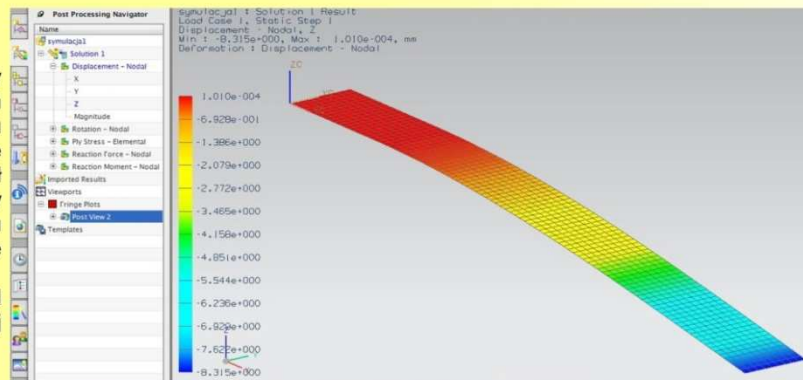 Post Processing Navigator
Name
symulacja1
Solution 1
Displacement - Nodal
X
Y
Z
Magnitude
Rotation - Nodal
Ply Stress - Elemental
Reaction Force - Nodal
Reaction Moment - Nodal
Imported Results
Viewports
Fringe Plots
Post View 2
Templates
symulacja1 : Solution 1 Result
Load Case 1, Static Step 1
Displacement - Nodal, Z
Min : -8.315e+000, Max : 1.010e-004, mm
Deformation : Displacement - Nodal
ZC
1.010e-004
-6.928e-001
-1.386e+000
-2.079e+000
-2.772e+000
-3.465e+000
-4.158e+000
-4.851e+000
-5.544e+000
-6.236e+000
-6.929e+000
-7.622e+000
-8.315e+000